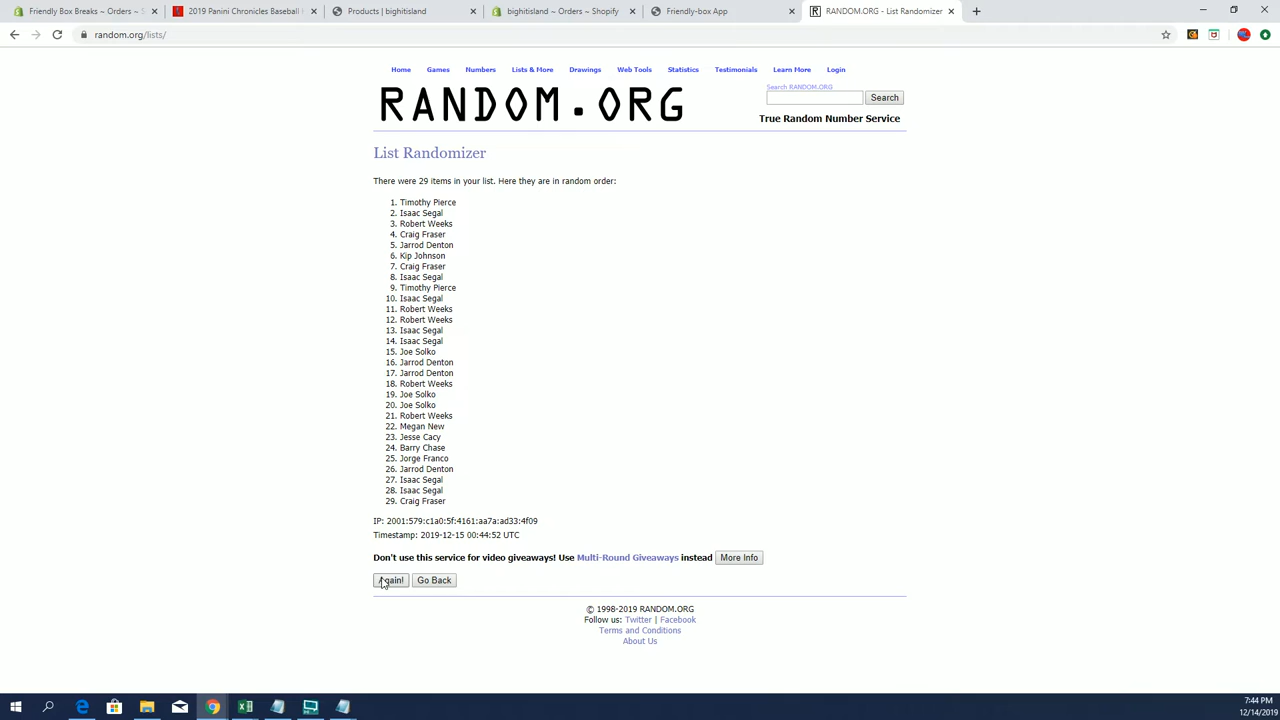 Friendly Box Breaks ~ Orders ~ S
2019 Panini Chronicles Baseball
Products | bighitisland
bighitisland ~ Orders ~ Shopify
Friendly-box App
RANDOM.ORG - List Randomizer
random.org/lists/
Home Games Numbers Lists & More Drawings Web Tools Statistics Testimonials Learn More Login
RANDOM.ORG
Search RANDOM.ORG
Search
True Random Number Service
List Randomizer
There were 29 items in your list. Here they are in random order:
1. Timothy Pierce
2. Isaac Segal
3. Robert Weeks
4. Craig Fraser
5. Jarrod Denton
6. Kip Johnson
7. Craig Fraser
8. Isaac Segal
9. Timothy Pierce
10. Isaac Segal
11. Robert Weeks
12. Robert Weeks
13. Isaac Segal
14. Isaac Segal
15. Joe Solko
16. Jarrod Denton
17. Jarrod Denton
18. Robert Weeks
19. Joe Solko
20. Joe Solko
21. Robert Weeks
22. Megan New
23. Jesse Cacy
24. Barry Chase
25. Jorge Franco
26. Jarrod Denton
27. Isaac Segal
28. Isaac Segal
29. Craig Fraser
IP: 2001:579:c1a0:5f:4161:aa7a:ad33:4f09
Timestamp: 2019-12-15 00:44:52 UTC
Don't use this service for video giveaways! Use Multi-Round Giveaways instead More Info
Again! Go Back
© 1998-2019 RANDOM.ORG
Follow us: Twitter | Facebook
Terms and Conditions
About Us
7:44 PM
12/14/2019